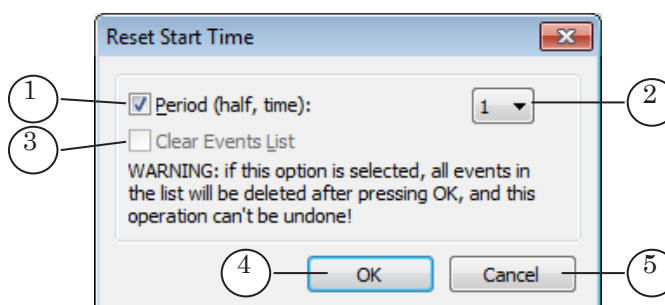 Reset Start Time
1
Period (half, time):
1
2
3
Clear Events List
WARNING: if this option is selected, all events in
the list will be deleted after pressing OK, and this
operation can't be undone!
4
OK
Cancel
5